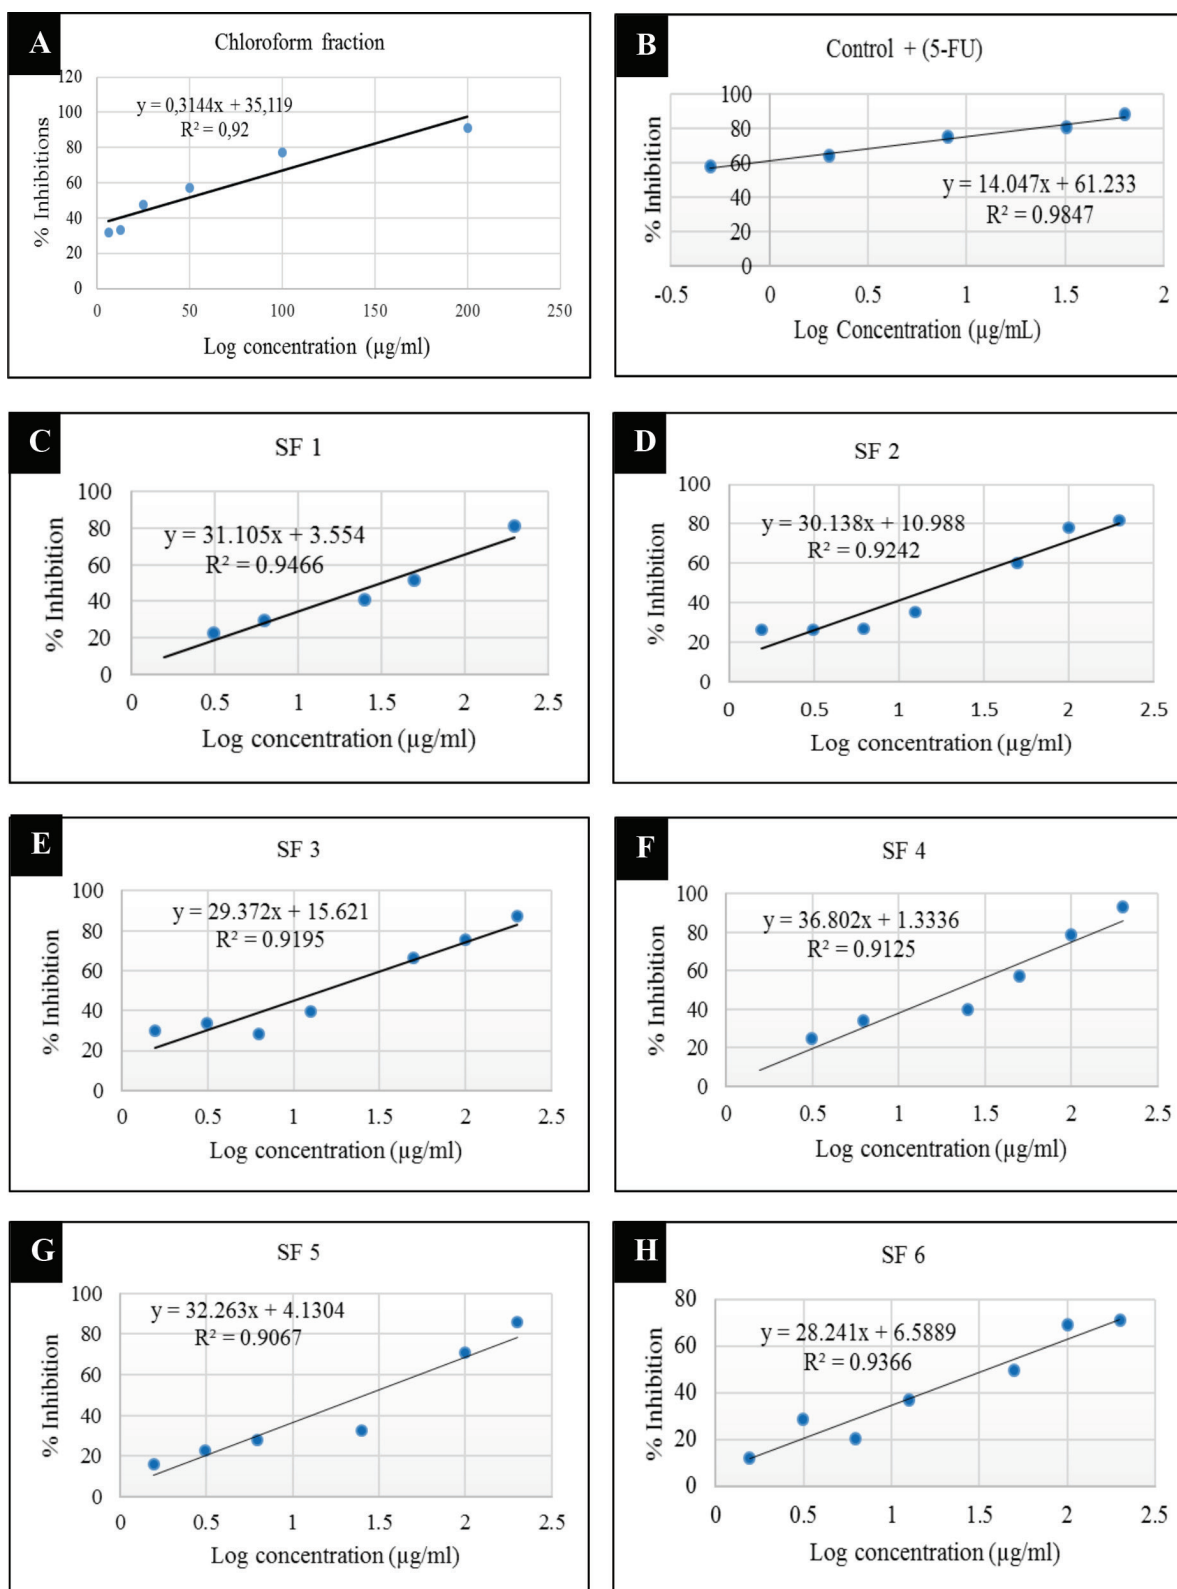 A
Chloroform fraction
y = 0,3144x + 35,119
R² = 0,92
% Inhibitions
120
100
80
60
40
20
0
0 50 100 150 200 250
Log concentration (µg/ml)
B
Control + (5-FU)
y = 14.047x + 61.233
R² = 0.9847
% Inhibition
100
80
60
40
20
0
-0.5 0 0.5 1 1.5 2
Log Concentration (µg/mL)
C
SF 1
y = 31.105x + 3.554
R² = 0.9466
% Inhibition
100
80
60
40
20
0
0 0.5 1 1.5 2 2.5
Log concentration (µg/ml)
D
SF 2
y = 30.138x + 10.988
R² = 0.9242
% Inhibition
100
80
60
40
20
0
0 0.5 1 1.5 2 2.5
Log concentration (µg/ml)
E
SF 3
y = 29.372x + 15.621
R² = 0.9195
% Inhibition
100
80
60
40
20
0
0 0.5 1 1.5 2 2.5
Log concentration (µg/ml)
F
SF 4
y = 36.802x + 1.3336
R² = 0.9125
% Inhibition
100
80
60
40
20
0
0 0.5 1 1.5 2 2.5
Log concentration (µg/ml)
G
SF 5
y = 32.263x + 4.1304
R² = 0.9067
% Inhibition
100
80
60
40
20
0
0 0.5 1 1.5 2 2.5
Log concentration (µg/ml)
H
SF 6
y = 28.241x + 6.5889
R² = 0.9366
% Inhibition
80
60
40
20
0
0 0.5 1 1.5 2 2.5
Log concentration (µg/ml)